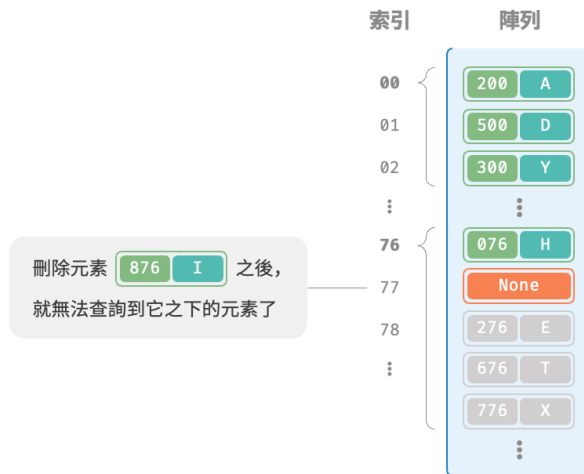 索引 陣列
00 200 A
01 500 D
02 300 Y
76 076 H
刪除元素 876 I 之後，
就無法查詢到它之下的元素了
77 None
78 276 E
676 T
776 X